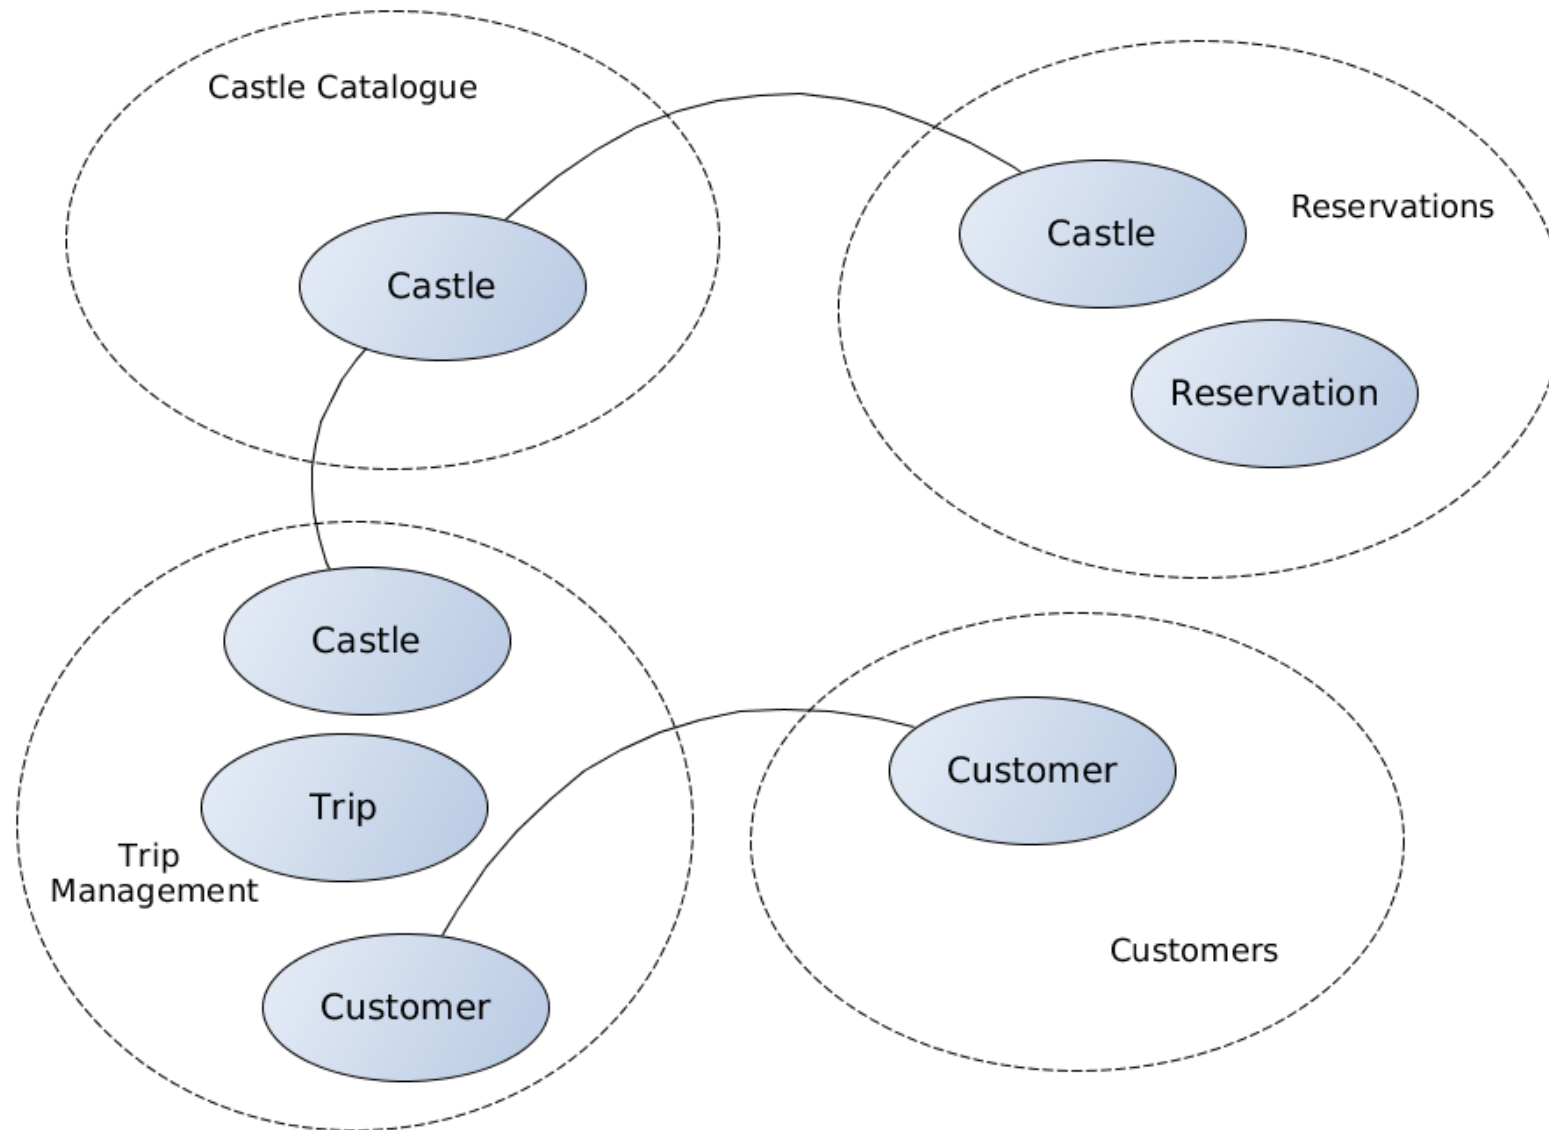 Castle Catalogue
Castle
Castle
Reservations
Reservation
Castle
Trip
Trip
Management
Customer
Customer
Customers